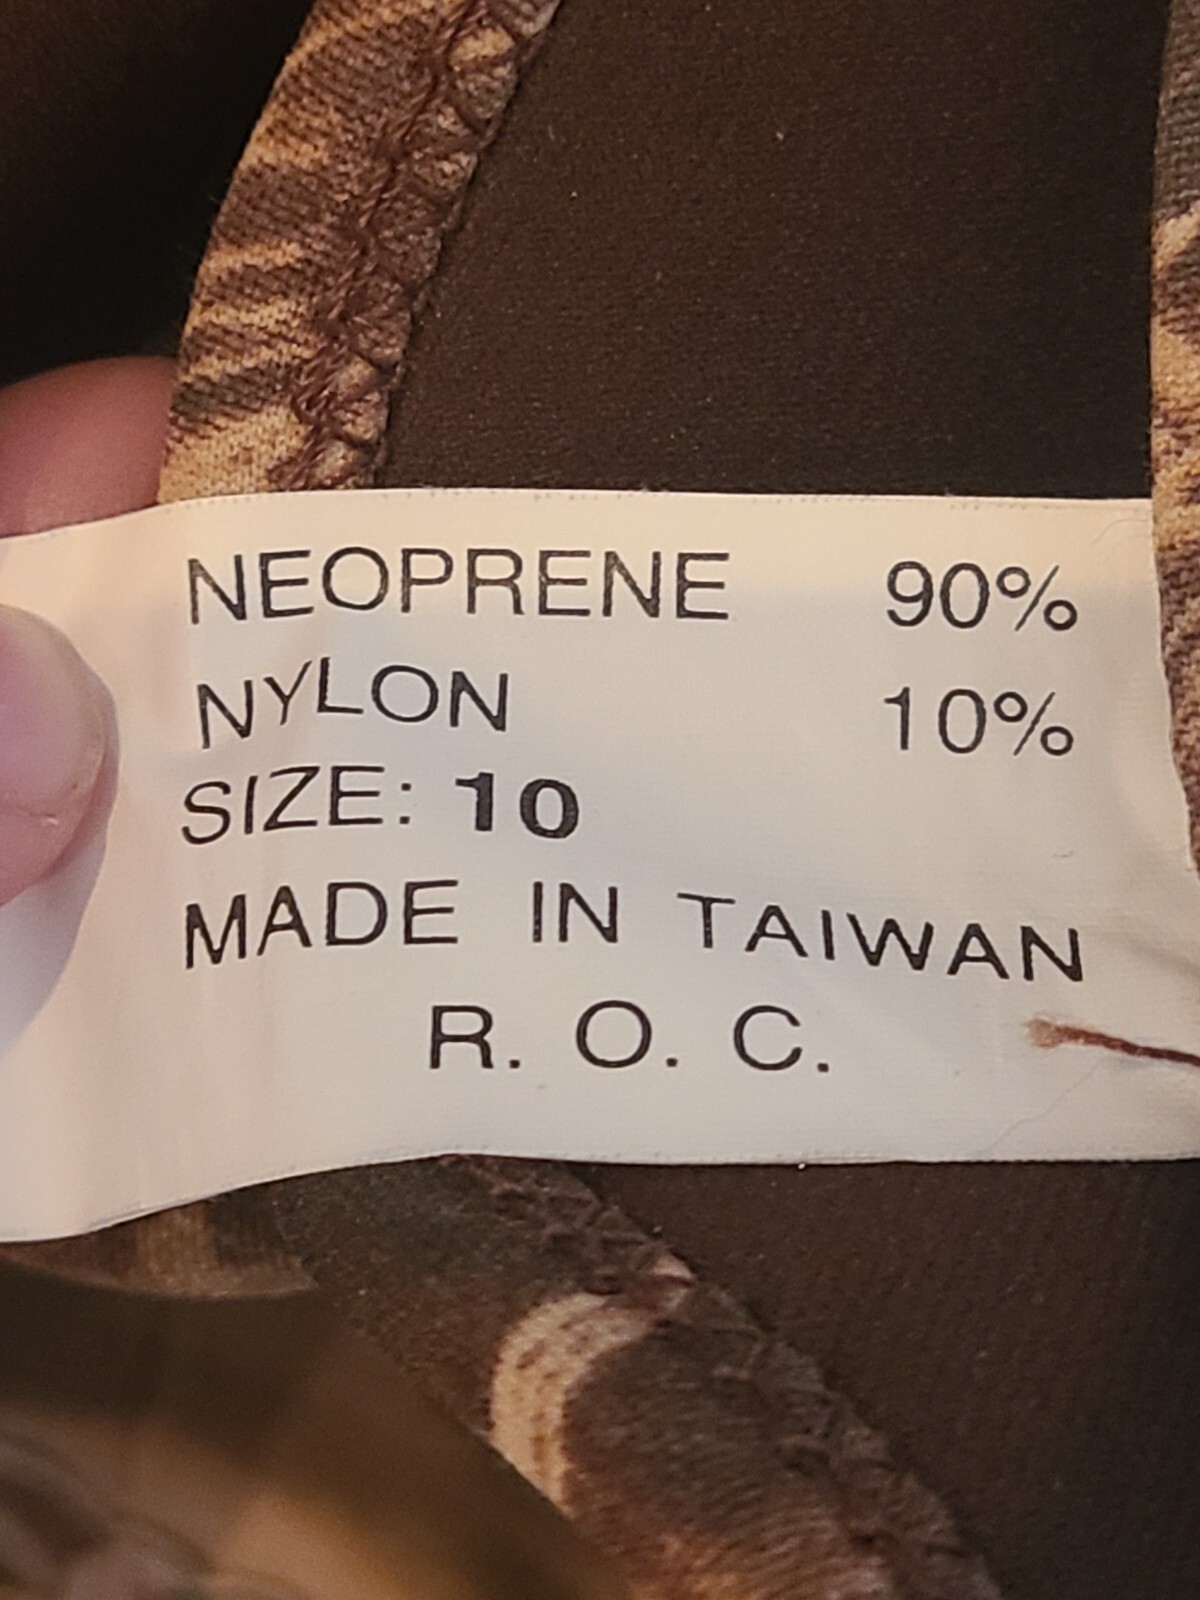 NEOPRENE 90%
NYLON 10%
SIZE: 10
MADE IN TAIWAN
R. O. C.